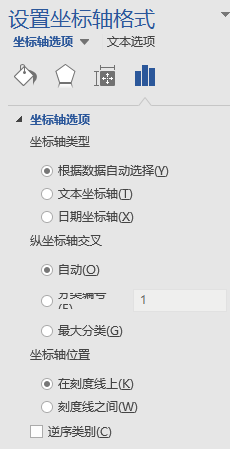 设置坐标轴格式
坐标轴选项 文本选项
坐标轴选项
坐标轴类型
根据数据自动选择(Y)
文本坐标轴(T)
日期坐标轴(X)
纵坐标轴交叉
自动(O)
分类编号 1
(E)
最大分类(G)
坐标轴位置
在刻度线上(K)
刻度线之间(W)
逆序类别(C)